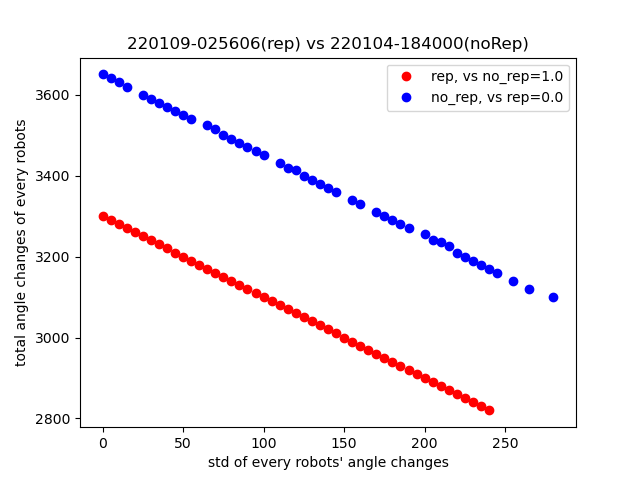 220109-025606(rep) vs 220104-184000(noRep)
rep, vs no_rep=1.0
no_rep, vs rep=0.0
total angle changes of every robots
3600
3400
3200
3000
2800
0 50 100 150 200 250
std of every robots' angle changes